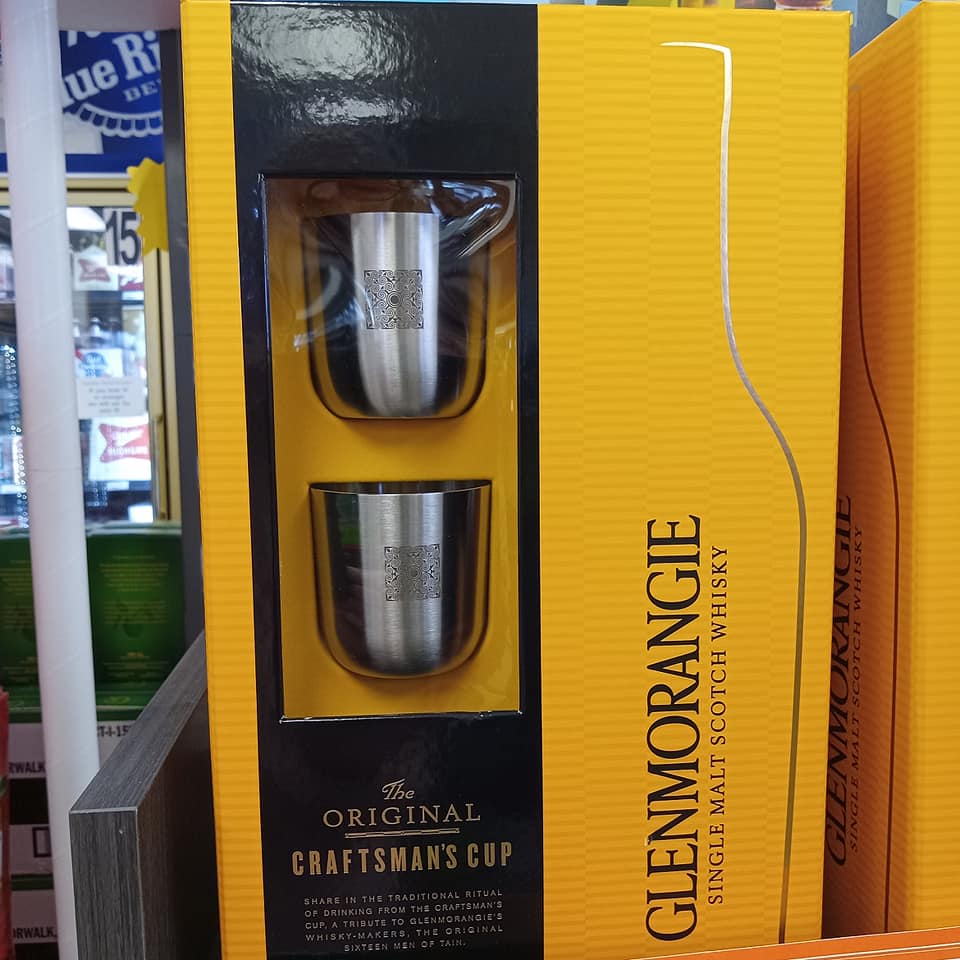 BE
15
The
ORIGINAL
CRAFTSMAN'S CUP
SHARE IN THE TRADITIONAL RITUAL
OF DRINKING FROM THE CRAFTSMAN'S
CUP, A TRIBUTE TO GLENMORANGIE'S
WHISKY-MAKERS, THE ORIGINAL
SIXTEEN MEN OF TAIN.
GLENMORANGIE
SINGLE MALT SCOTCH WHISKY
GLENMORANGIE
SINGLE MALT SCOTCH WHISKY